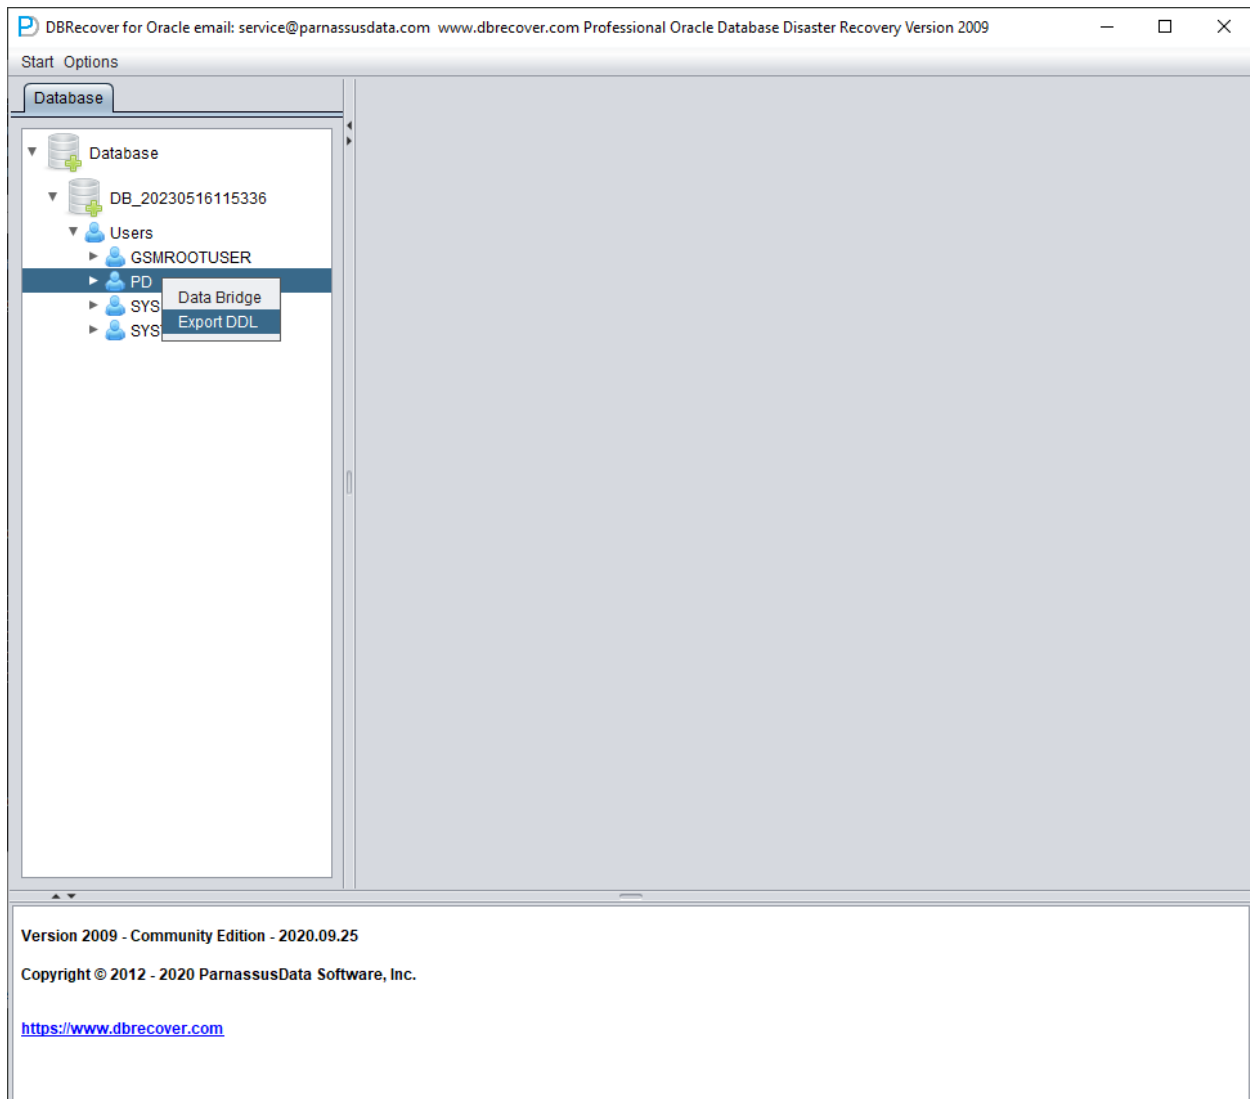 DBRecover for Oracle email: service@parnassusdata.com www.dbrecover.com Professional Oracle Database Disaster Recovery Version 2009
Start Options
Database
Database
DB_20230516115336
Users
GSMROOTUSER
PD
Data Bridge
SYS
Export DDL
SYS
Version 2009 - Community Edition - 2020.09.25
Copyright © 2012 - 2020 ParnassusData Software, Inc.
https://www.dbrecover.com